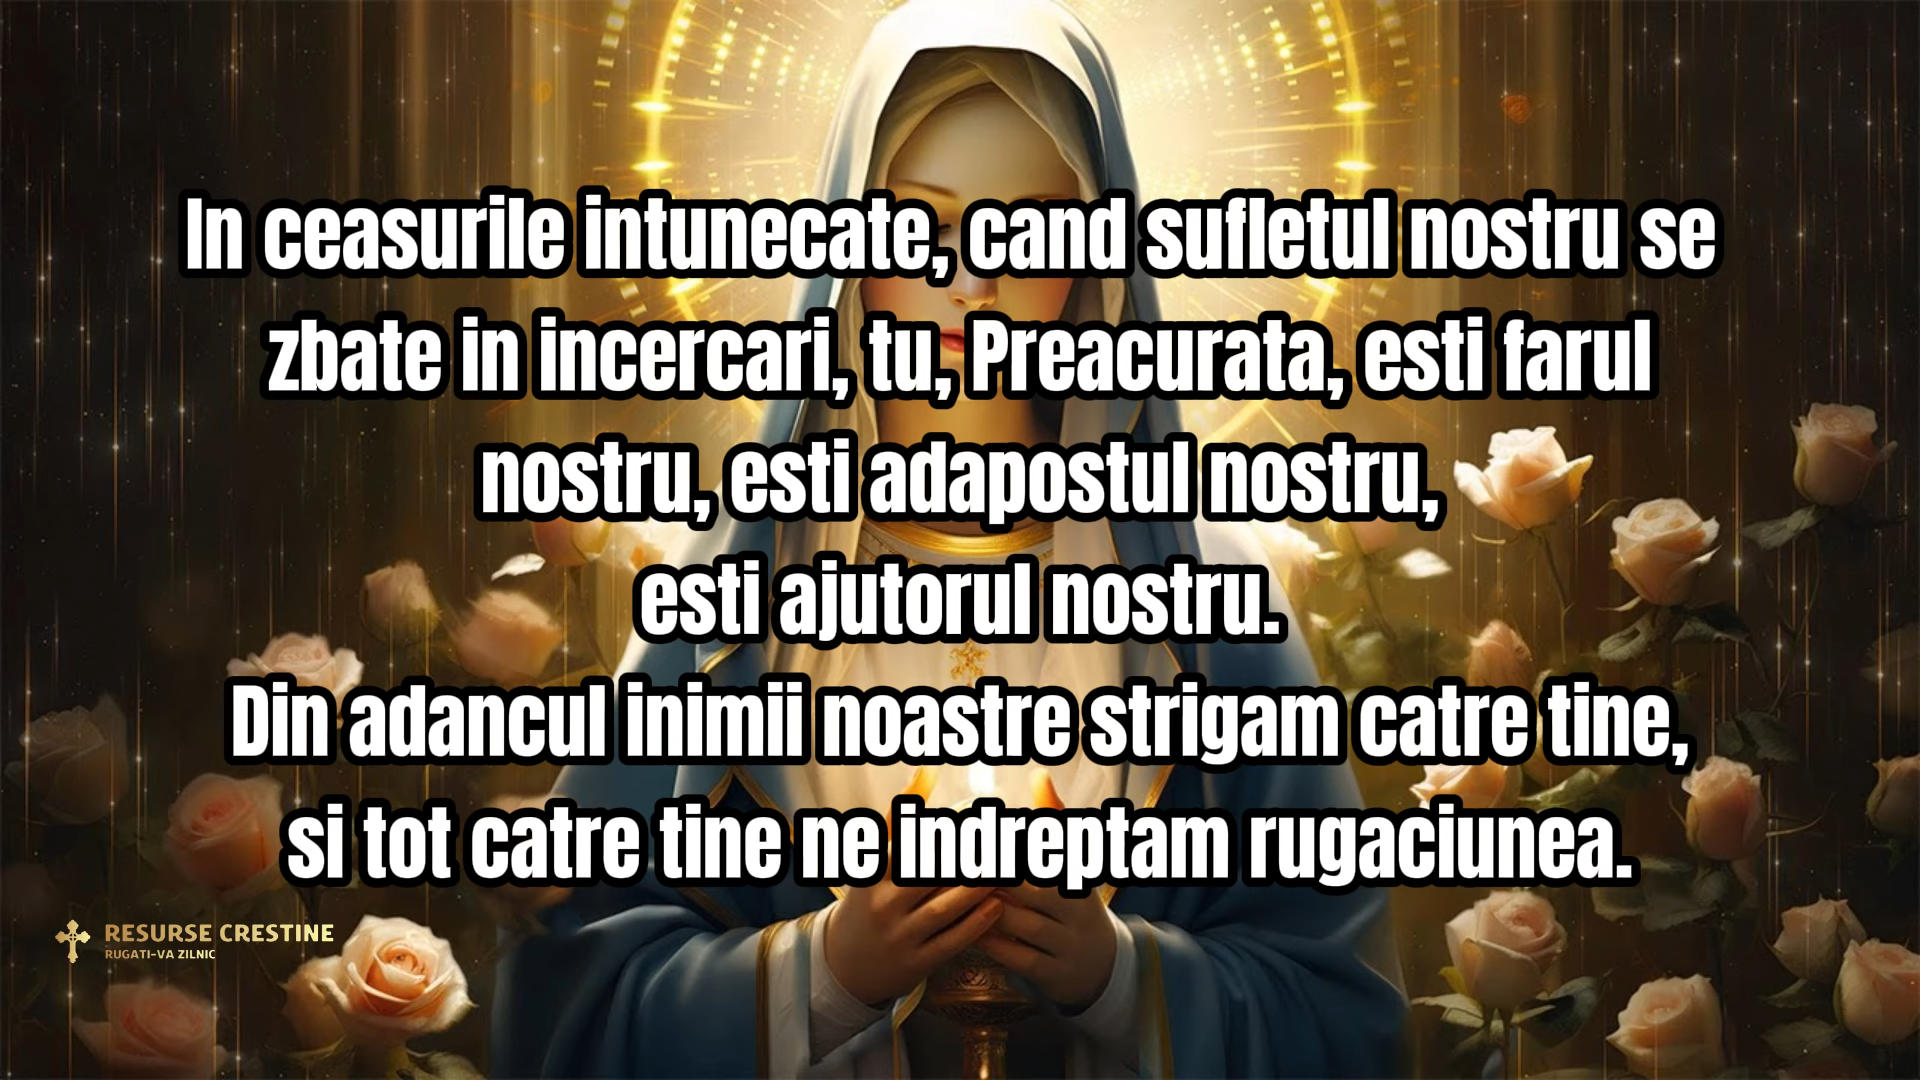 In ceasurile intunecate, cand sufletul nostru se
zbate in incercari, tu, Preacurata, esti farul
nostru, esti adapostul nostru,
esti ajutorul nostru.
Din adancul inimii noastre strigam catre tine,
si tot catre tine ne indreptam rugaciunea.
RESURSE CRESTINE
RUGATI-VA ZILNIC